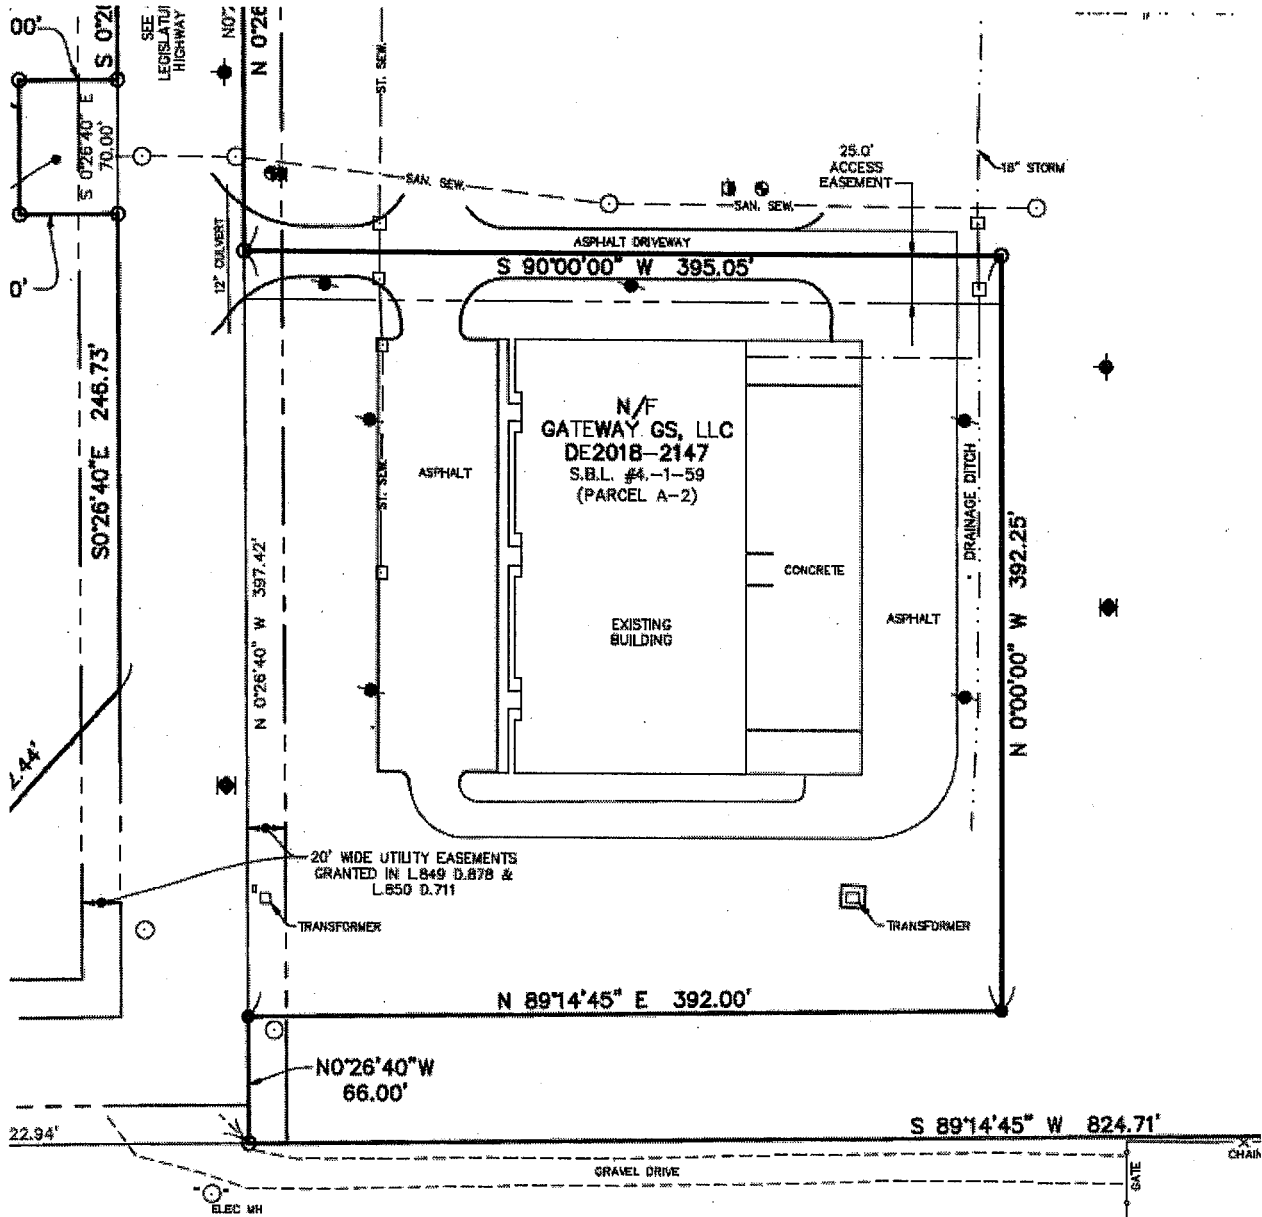 00'
S 0°2
SEE
LEGISLATU
HIGHWAY
N0°2
N 0°26
ST. SEW.
S 0°26'40" E
70.00'
SAN. SEW.
25.0'
ACCESS
EASEMENT
18" STORM
SAN. SEW.
12" CULVERT
ASPHALT DRIVEWAY
S 90°00'00" W 395.05'
0'
S0°26'40"E 246.73'
N/F
GATEWAY GS, LLC
DE2018-2147
S.B.L. #4.-1-59
(PARCEL A-2)
ASPHALT
ST. SEW.
DRAINAGE DITCH
N 0°26'40" W 397.42'
CONCRETE
N 0°00'00" W 392.25'
EXISTING
BUILDING
ASPHALT
2.44'
20' WIDE UTILITY EASEMENTS
GRANTED IN L.849 D.878 &
L.850 D.711
TRANSFORMER
TRANSFORMER
N 89°14'45" E 392.00'
N0°26'40"W
66.00'
22.94'
S 89°14'45" W 824.71'
GRAVEL DRIVE
GATE
CHAIN
ELEC MH